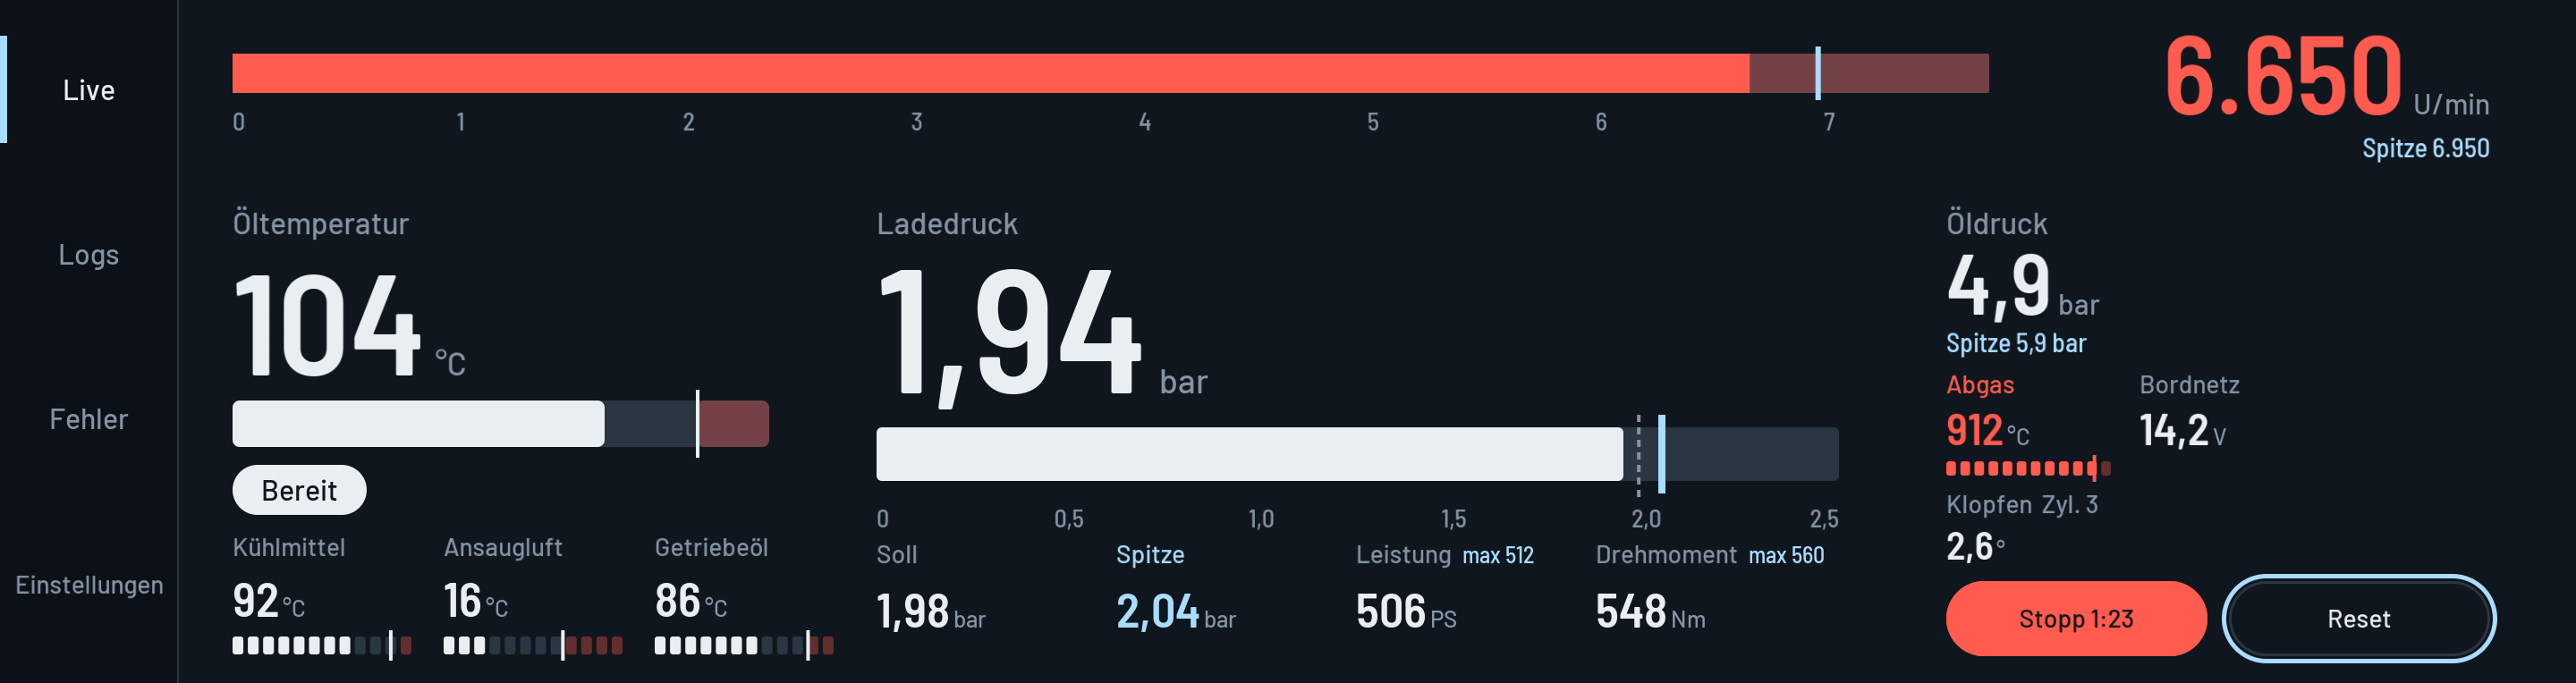 Live
Logs
Fehler
Einstellungen
0 1 2 3 4 5 6 7
6.650 U/min
Spitze 6.950
Öltemperatur
104 °C
Bereit
Kühlmittel
92 °C
Ansaugluft
16 °C
Getriebeöl
86 °C
Ladedruck
1,94 bar
0 0,5 1,0 1,5 2,0 2,5
Soll
1,98 bar
Spitze
2,04 bar
Leistung max 512
506 PS
Drehmoment max 560
548 Nm
Öldruck
4,9 bar
Spitze 5,9 bar
Abgas
912 °C
Bordnetz
14,2 V
Klopfen Zyl. 3
2,6 °
Stopp 1:23
Reset